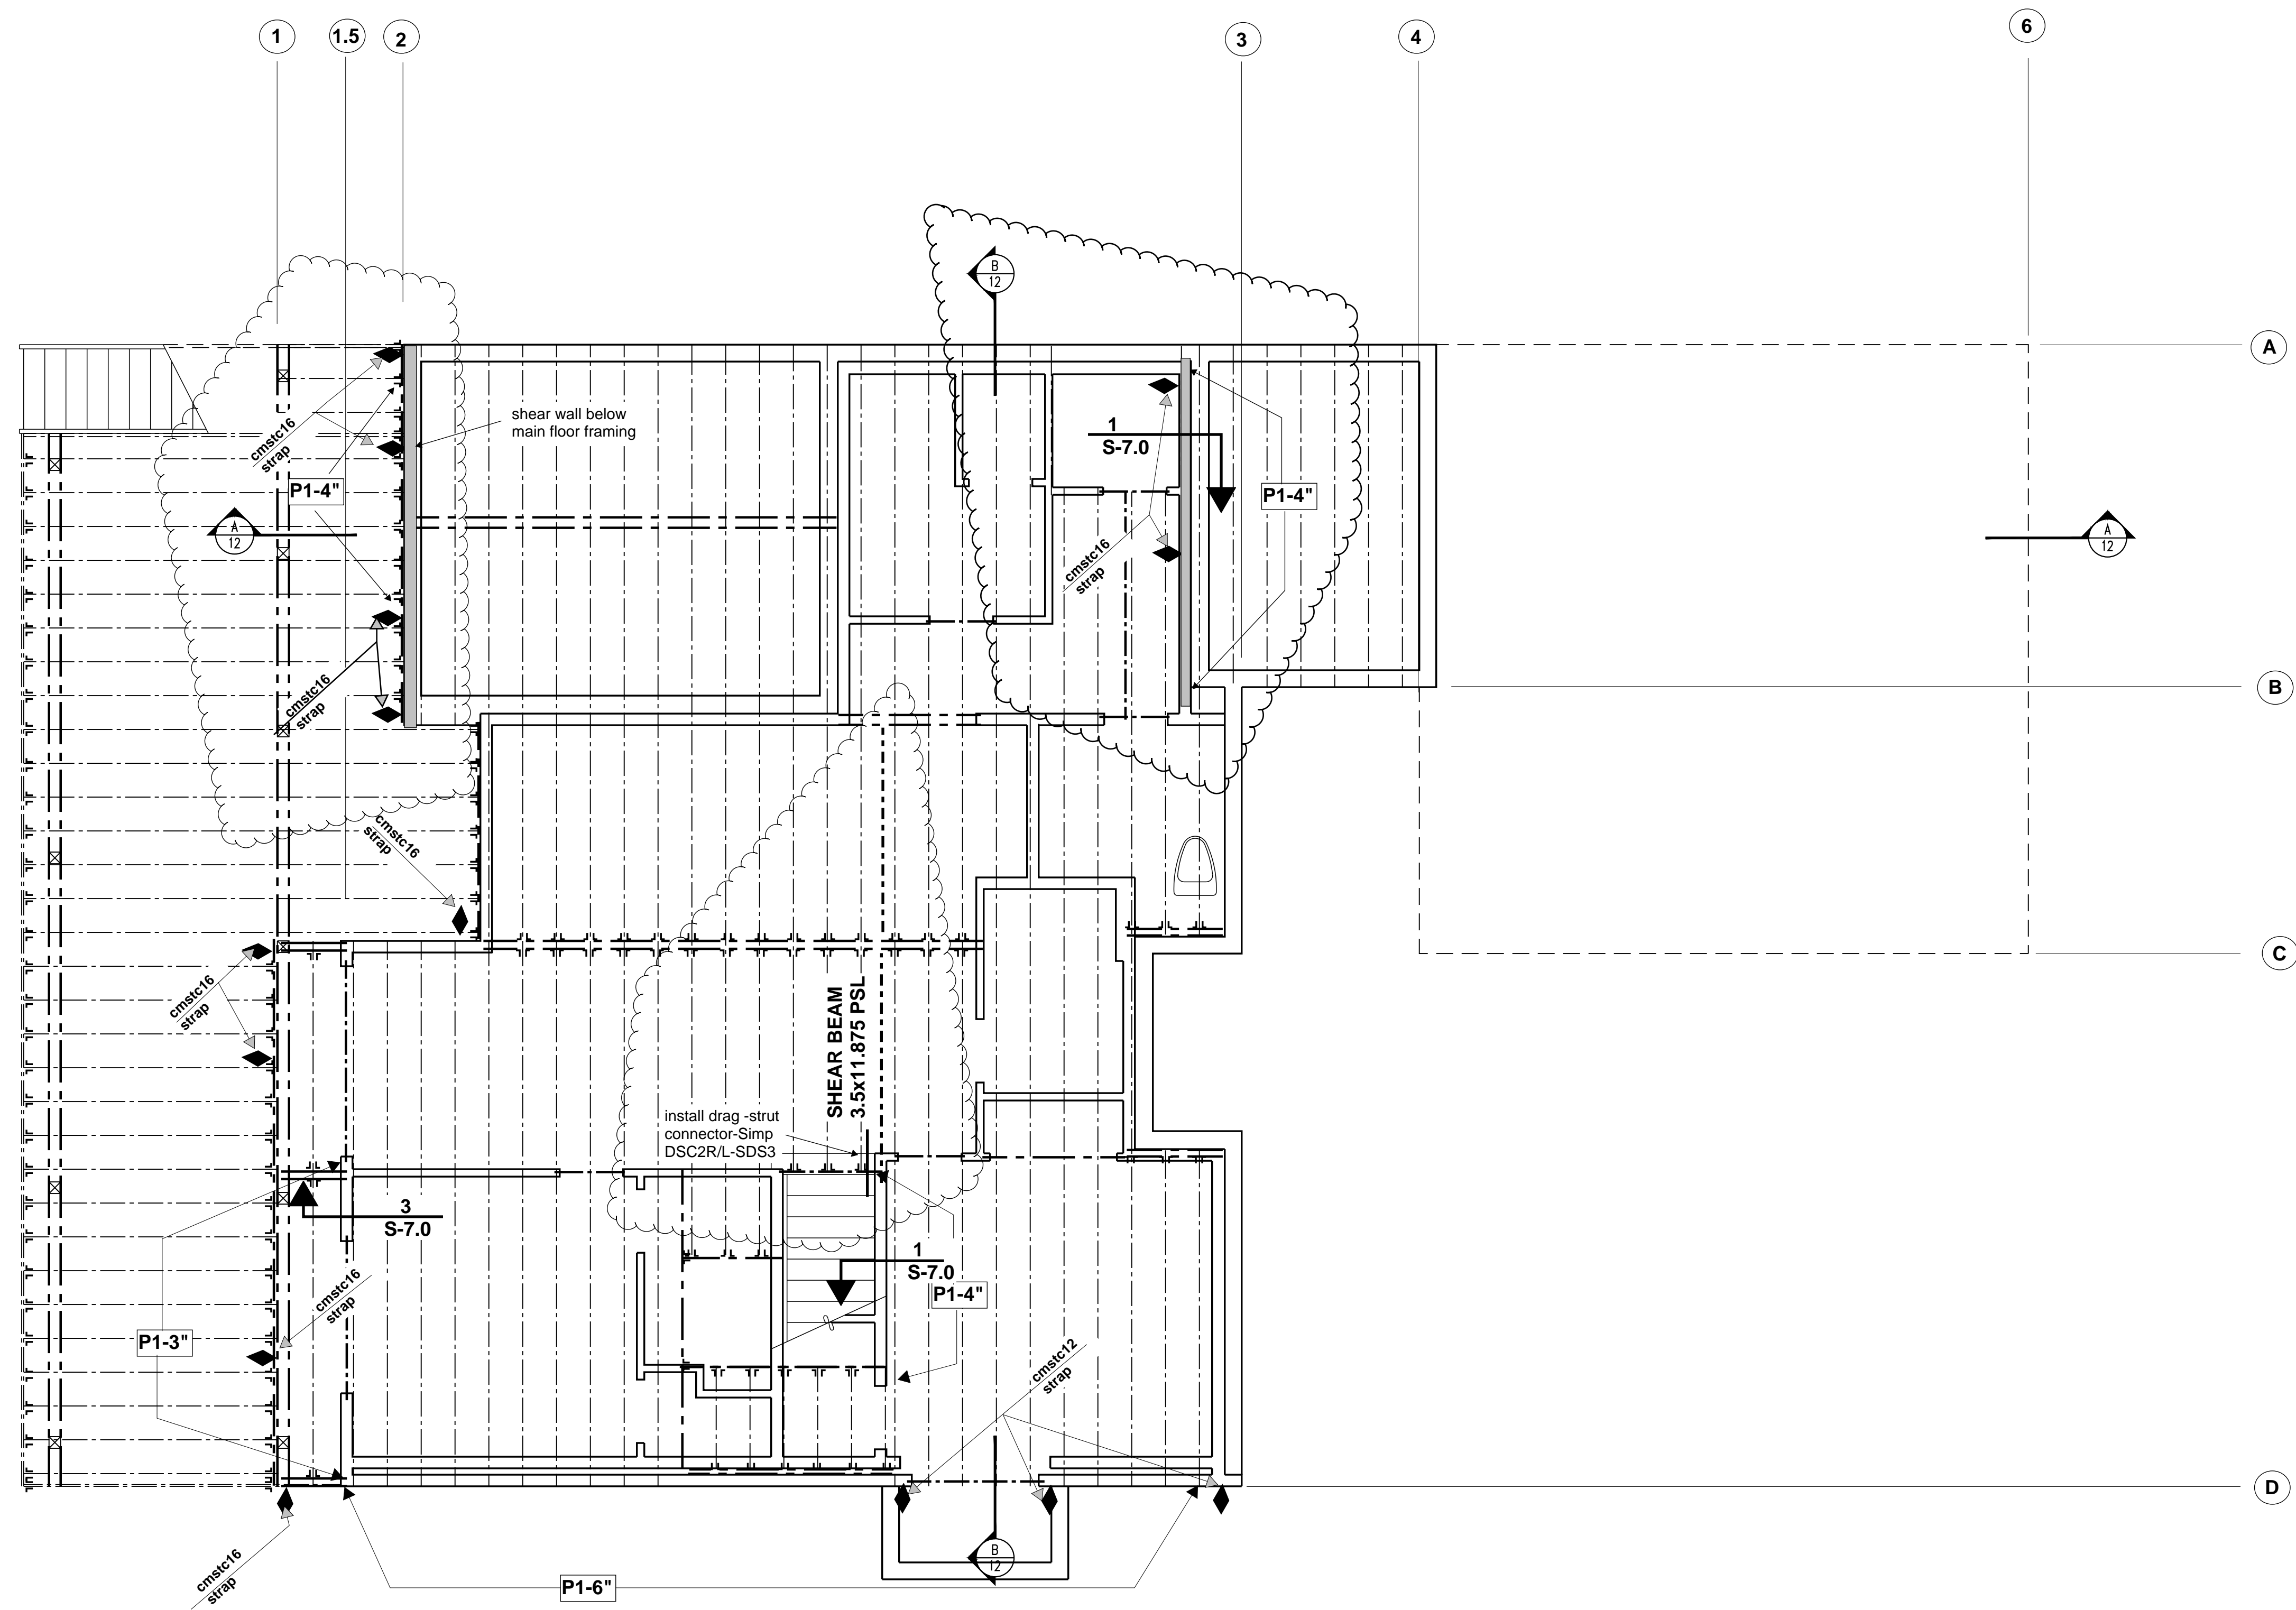 1
1.5
2
3
4
6
B
12
A
shear wall below
main floor framing
cmstc16
strap
1
S-7.0
P1-4"
P1-4"
A
12
A
12
cmstc16
strap
cmstc16
strap
B
cmstc16
strap
C
cmstc16
strap
SHEAR BEAM
3.5x11.875 PSL
install drag -strut
connector-Simp
DSC2R/L-SDS3
3
S-7.0
1
S-7.0
P1-4"
cmstc16
strap
P1-3"
cmstc12
strap
D
B
12
cmstc16
strap
P1-6"